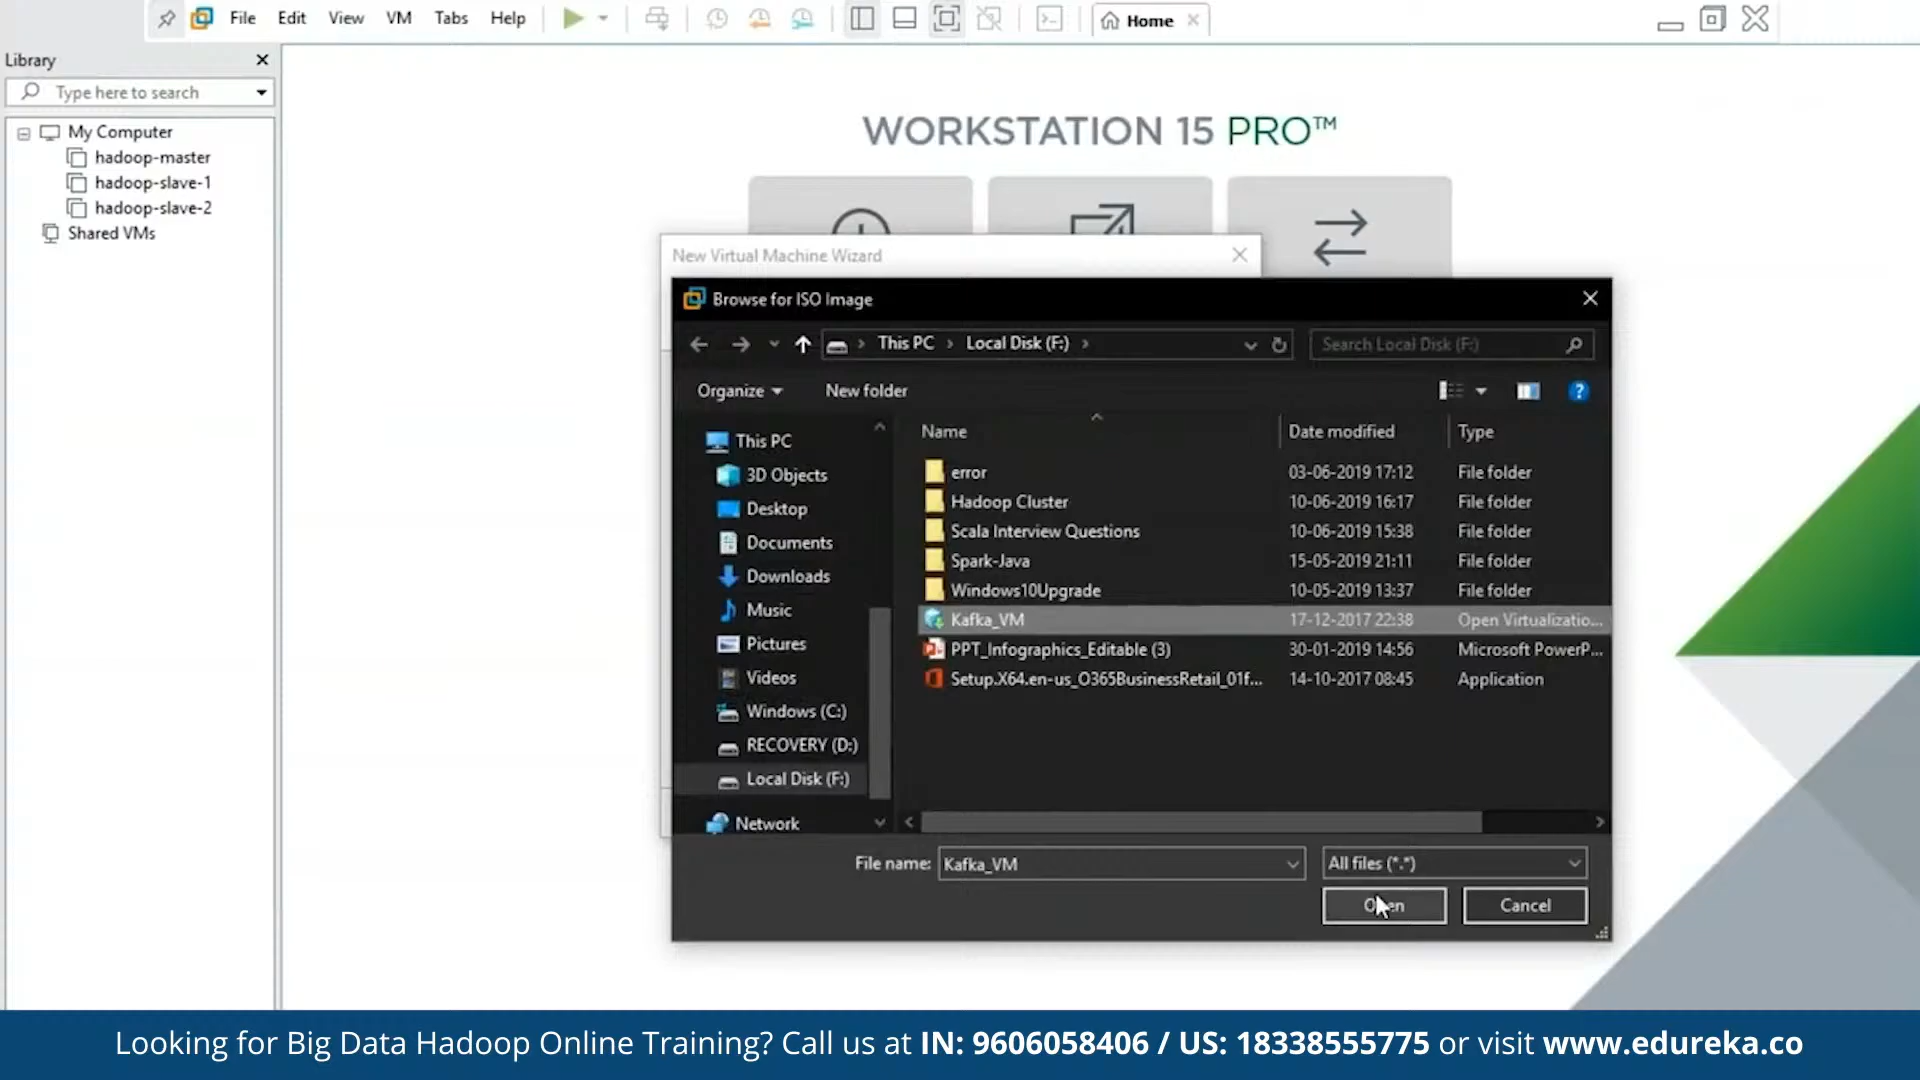 File Edit View VM Tabs Help Home
Library
Type here to search
My Computer
hadoop-master
hadoop-slave-1
hadoop-slave-2
Shared VMs
WORKSTATION 15 PRO™
New Virtual Machine Wizard
Browse for ISO Image
This PC Local Disk (F:) Search Local Disk (F:)
Organize New folder
This PC
3D Objects
Desktop
Documents
Downloads
Music
Pictures
Videos
Windows (C:)
RECOVERY (D:)
Local Disk (F:)
Network
Name Date modified Type
error 03-06-2019 17:12 File folder
Hadoop Cluster 10-06-2019 16:17 File folder
Scala Interview Questions 10-06-2019 15:38 File folder
Spark-Java 15-05-2019 21:11 File folder
Windows10Upgrade 10-05-2019 13:37 File folder
Kafka_VM 17-12-2017 22:38 Open Virtualizatio...
PPT_Infographics_Editable (3) 30-01-2019 14:56 Microsoft PowerP...
Setup.X64.en-us_O365BusinessRetail_01f... 14-10-2017 08:45 Application
File name: Kafka_VM All files (*.*)
Open Cancel
Looking for Big Data Hadoop Online Training? Call us at IN: 9606058406 / US: 18338555775 or visit www.edureka.co